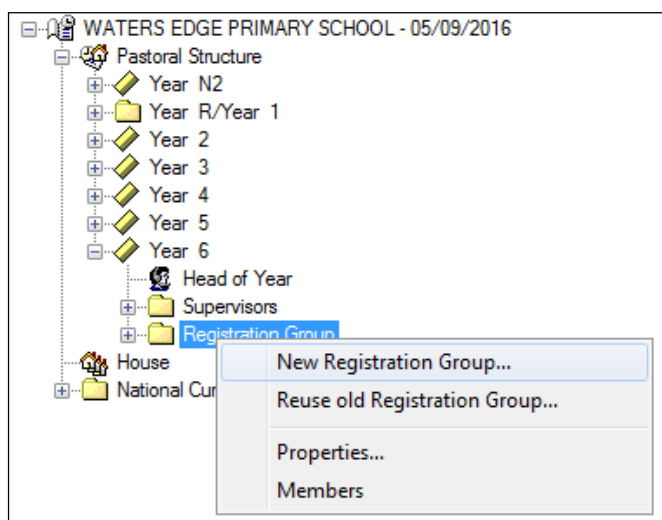 WATERS EDGE PRIMARY SCHOOL - 05/09/2016
Pastoral Structure
Year N2
Year R/Year 1
Year 2
Year 3
Year 4
Year 5
Year 6
Head of Year
Supervisors
Registration Group
New Registration Group...
House
National Cur
Reuse old Registration Group...
Properties...
Members